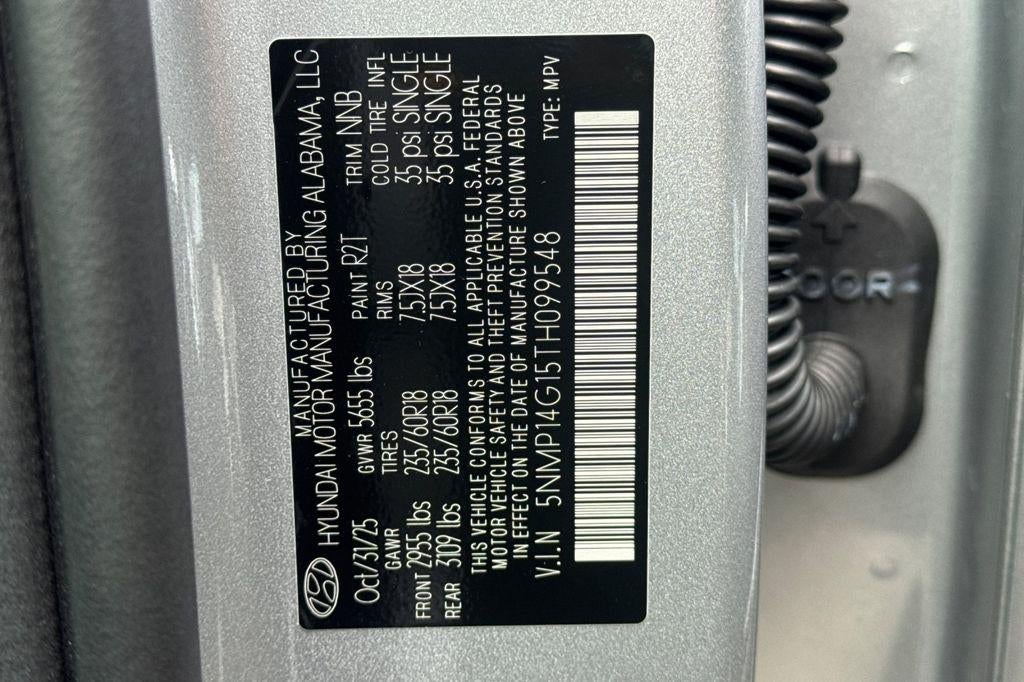 MANUFACTURED BY
HYUNDAI MOTOR MANUFACTURING ALABAMA, LLC
Oct/31/25 GVWR 5655 lbs PAINT R2T TRIM NNB
GAWR TIRES RIMS COLD TIRE INFL
FRONT 2955 lbs 235/60R18 7.5JX18 35 psi SINGLE
REAR 3109 lbs 235/60R18 7.5JX18 35 psi SINGLE
THIS VEHICLE CONFORMS TO ALL APPLICABLE U.S.A. FEDERAL
MOTOR VEHICLE SAFETY AND THEFT PREVENTION STANDARDS
IN EFFECT ON THE DATE OF MANUFACTURE SHOWN ABOVE
V.I.N 5NMP14G15TH099548 TYPE: MPV